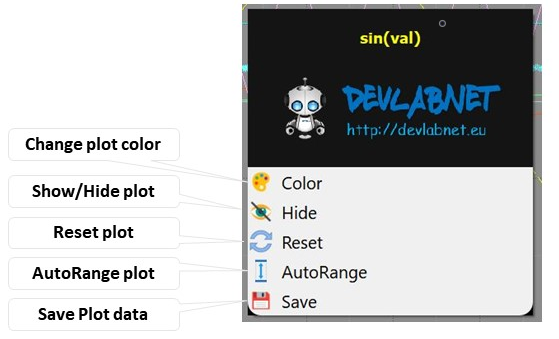 sin(val)
DEVLABNET
http://devlabnet.eu
Change plot color
Color
Show/Hide plot
Hide
Reset plot
Reset
AutoRange plot
AutoRange
Save Plot data
Save